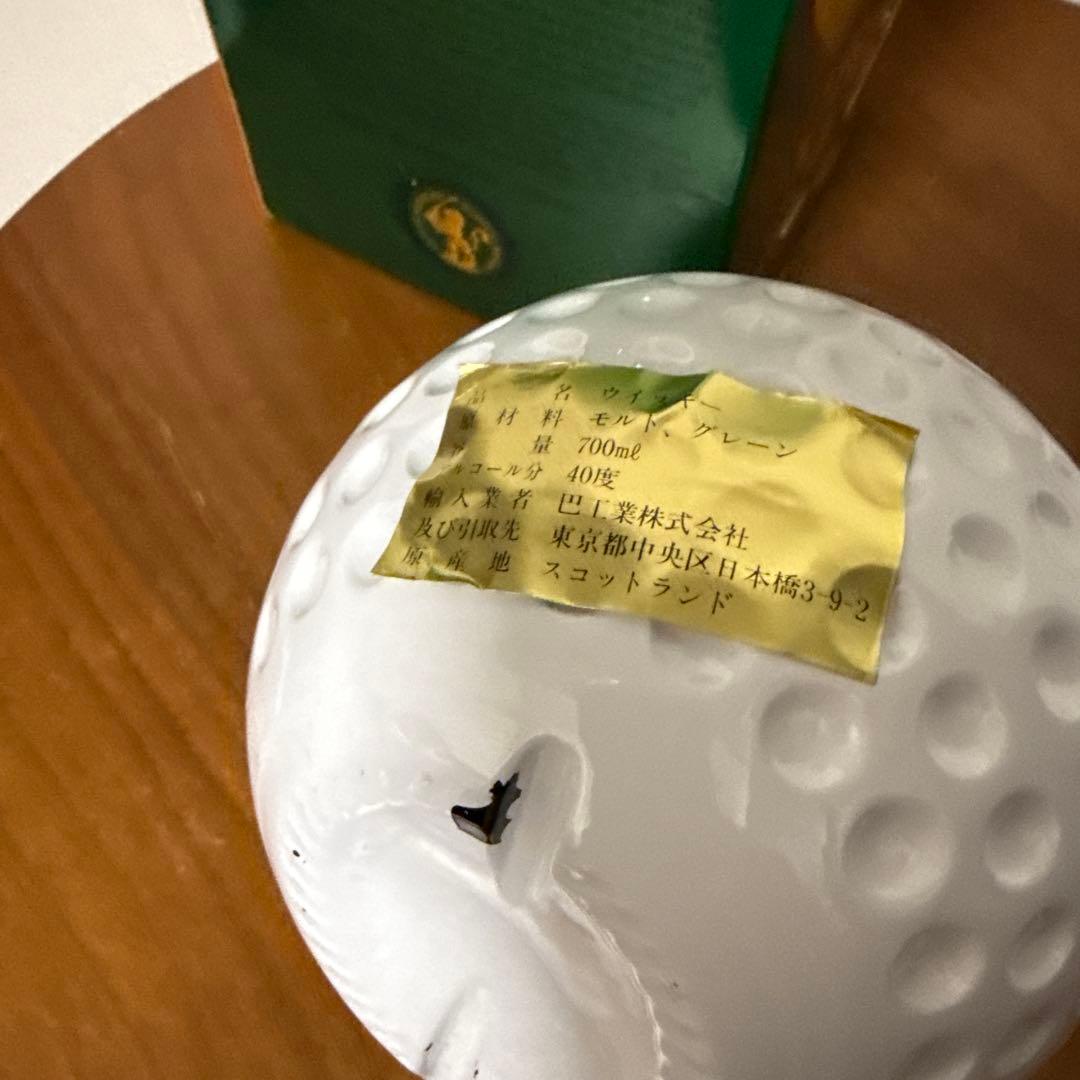 品 名 ウイスキー
原材料 モルト、グレーン
量 700mℓ
アルコール分 40度
輸入業者 巴工業株式会社
及び引取先 東京都中央区日本橋3-9-2
原産地 スコットランド